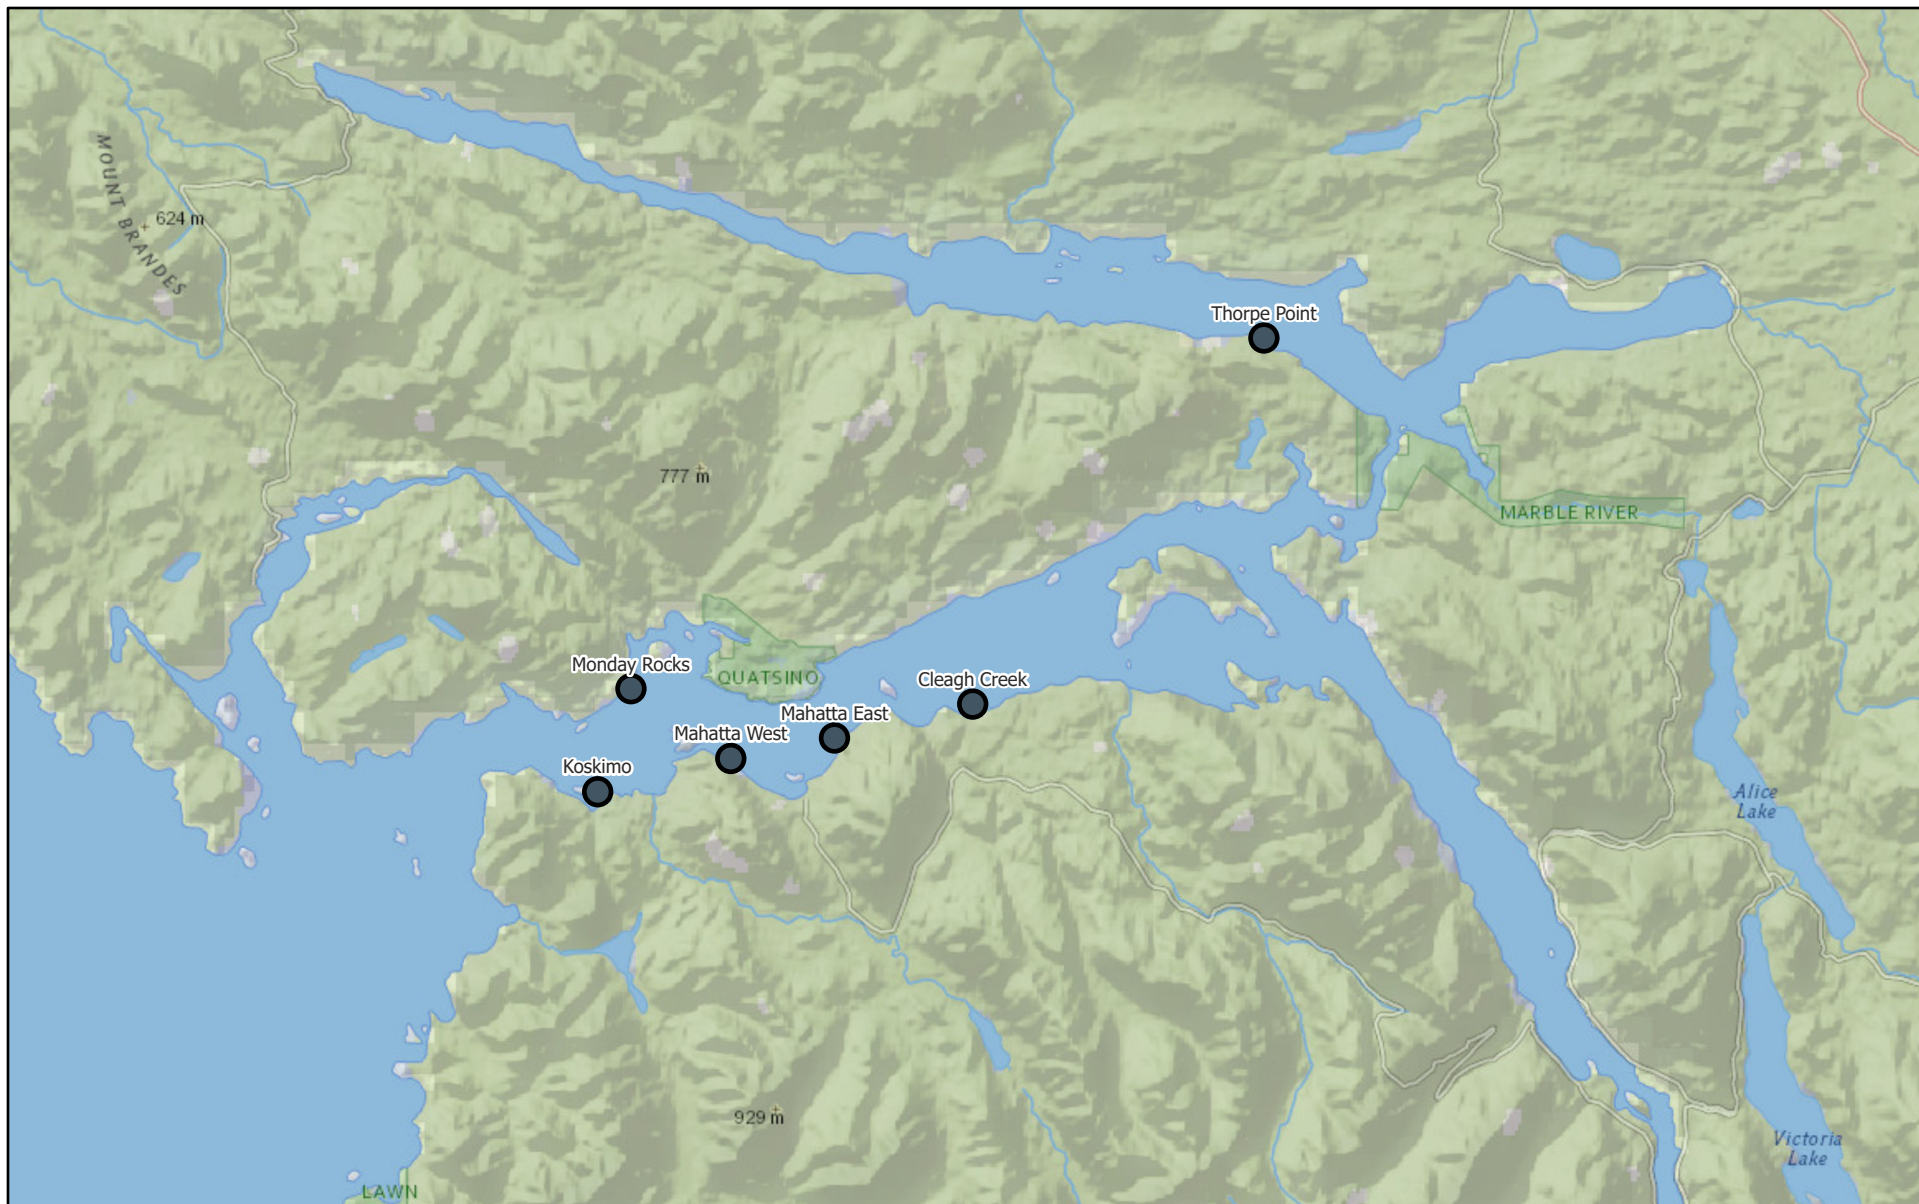 MOUNT BRANDES
624 m
Thorpe Point
777 m
MARBLE RIVER
Monday Rocks
QUATSINO
Cleagh Creek
Mahatta East
Mahatta West
Koskimo
Alice
Lake
929 m
Victoria
Lake
LAWN